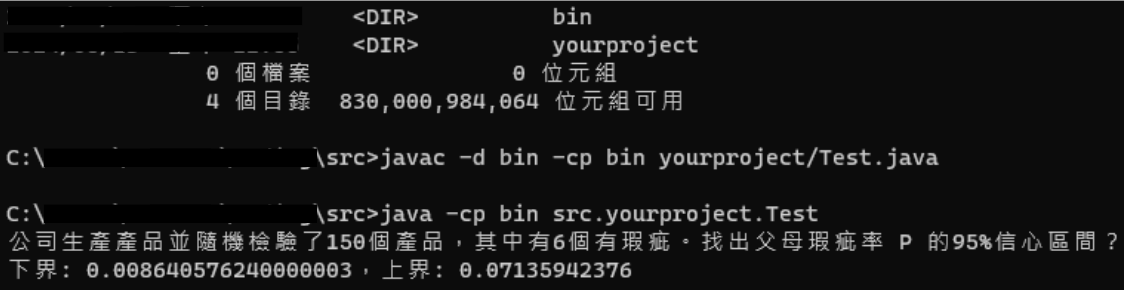 <DIR> bin
<DIR> yourproject
0 個檔案 0 位元組
4 個目錄 830,000,984,064 位元組可用
C:\ \src>javac -d bin -cp bin yourproject/Test.java
C:\ \src>java -cp bin src.yourproject.Test
公司生產產品並隨機檢驗了150個產品，其中有6個有瑕疵。找出父母瑕疵率 P 的95%信心區間？
下界: 0.008640576240000003，上界: 0.07135942376